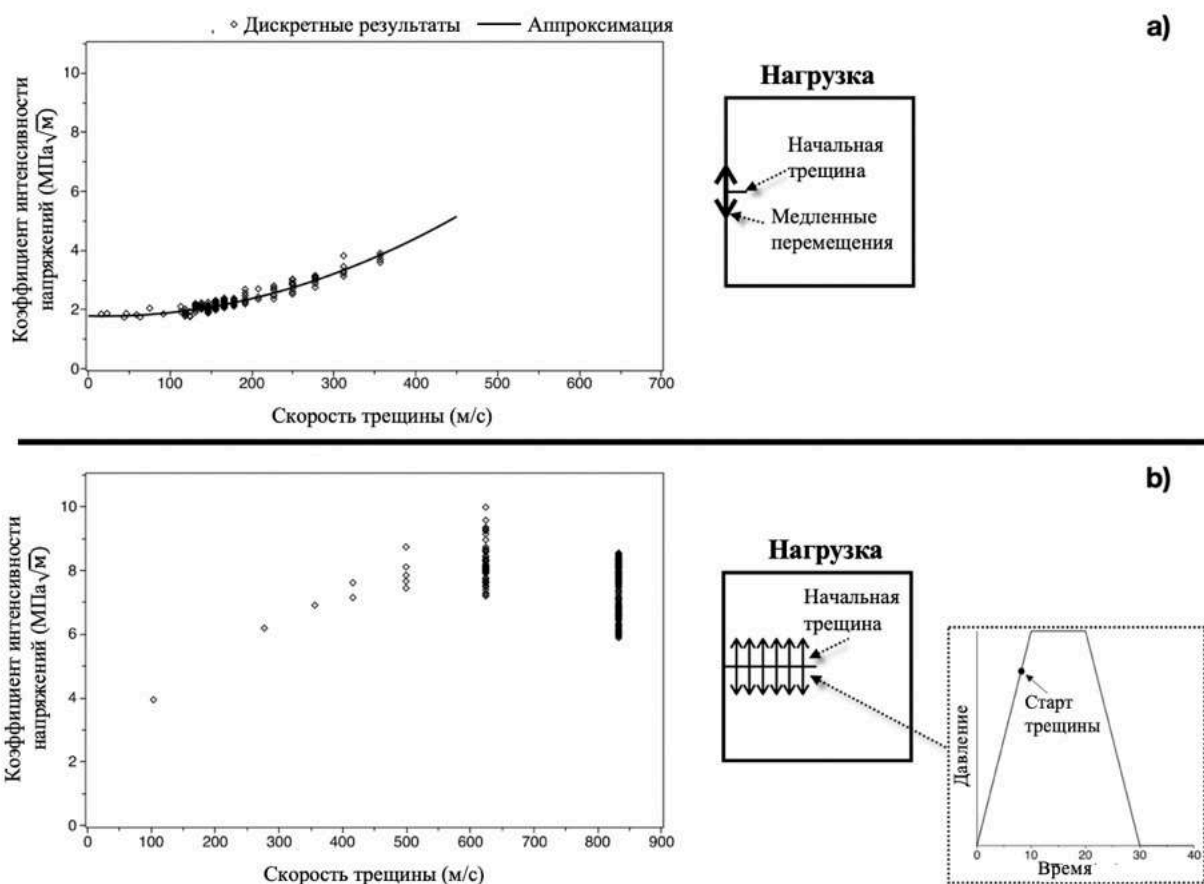 Дискретные результаты
Аппроксимация
a)
Коэффициент интенсивности
напряжений (МПа√м)
10
8
6
4
2
0
0 100 200 300 400 500 600 700
Скорость трещины (м/с)
Нагрузка
Начальная
трещина
Медленные
перемещения
b)
Коэффициент интенсивности
напряжений (МПа√м)
10
8
6
4
2
0
0 100 200 300 400 500 600 700 800 900
Скорость трещины (м/с)
Нагрузка
Начальная
трещина
Давление
Старт
трещины
0 10 20 30 40
Время